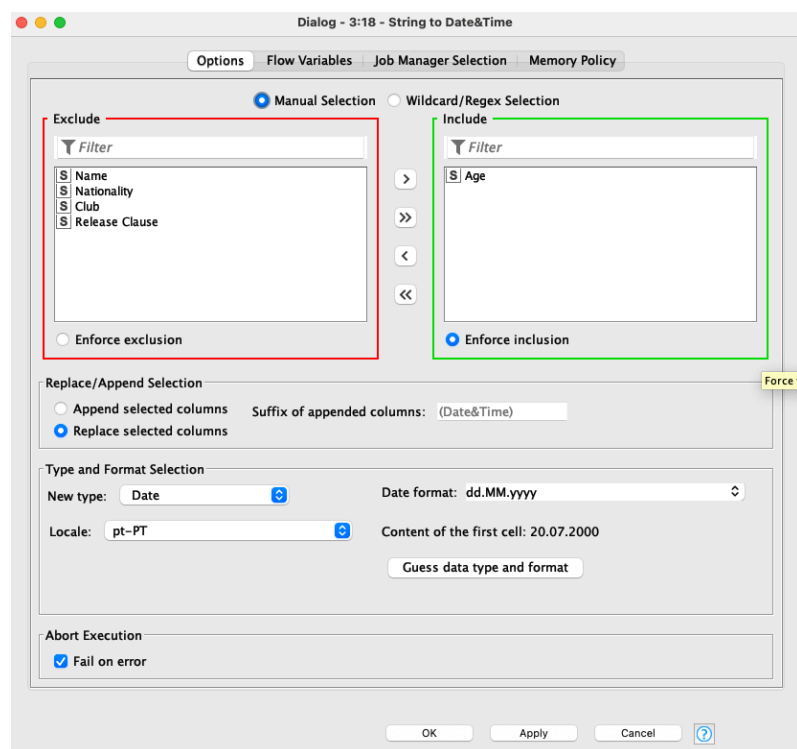 Dialog - 3:18 - String to Date&Time
Options Flow Variables Job Manager Selection Memory Policy
Manual Selection Wildcard/Regex Selection
Exclude
Filter
S Name
S Nationality
S Club
S Release Clause
Enforce exclusion
>
>>
<
<<
Include
Filter
S Age
Enforce inclusion
Force
Replace/Append Selection
Append selected columns
Replace selected columns
Suffix of appended columns: (Date&Time)
Type and Format Selection
New type: Date
Date format: dd.MM.yyyy
Locale: pt-PT
Content of the first cell: 20.07.2000
Guess data type and format
Abort Execution
Fail on error
OK Apply Cancel ?